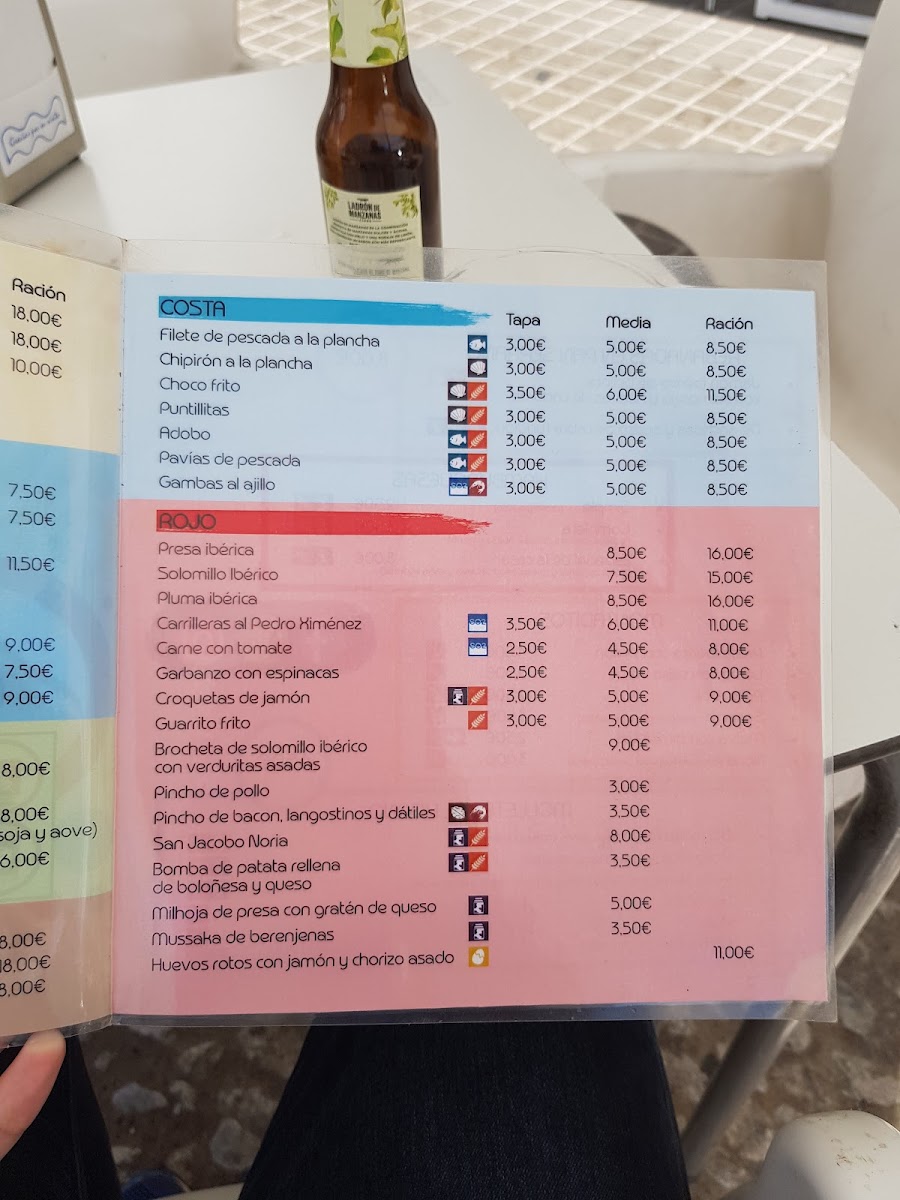 LADRÓN DE
MANZANAS
Ración
18,00€
18,00€
10,00€
7,50€
7,50€
11,50€
9,00€
7,50€
9,00€
8,00€
8,00€
soja y aove)
6,00€
8,00€
18,00€
8,00€
COSTA Tapa Media Ración
Filete de pescada a la plancha 3,00€ 5,00€ 8,50€
Chipirón a la plancha 3,00€ 5,00€ 8,50€
Choco frito 3,50€ 6,00€ 11,50€
Puntillitas 3,00€ 5,00€ 8,50€
Adobo 3,00€ 5,00€ 8,50€
Pavías de pescada 3,00€ 5,00€ 8,50€
Gambas al ajillo SO2 3,00€ 5,00€ 8,50€
ROJO
Presa ibérica 8,50€ 16,00€
Solomillo Ibérico 7,50€ 15,00€
Pluma ibérica 8,50€ 16,00€
Carrilleras al Pedro Ximénez SO2 3,50€ 6,00€ 11,00€
Carne con tomate SO2 2,50€ 4,50€ 8,00€
Garbanzo con espinacas 2,50€ 4,50€ 8,00€
Croquetas de jamón 3,00€ 5,00€ 9,00€
Guarrito frito 3,00€ 5,00€ 9,00€
Brocheta de solomillo ibérico 9,00€
con verduritas asadas
Pincho de pollo 3,00€
Pincho de bacon, langostinos y dátiles 3,50€
San Jacobo Noria 8,00€
Bomba de patata rellena 3,50€
de boloñesa y queso
Milhoja de presa con gratén de queso 5,00€
Mussaka de berenjenas 3,50€
Huevos rotos con jamón y chorizo asado 11,00€